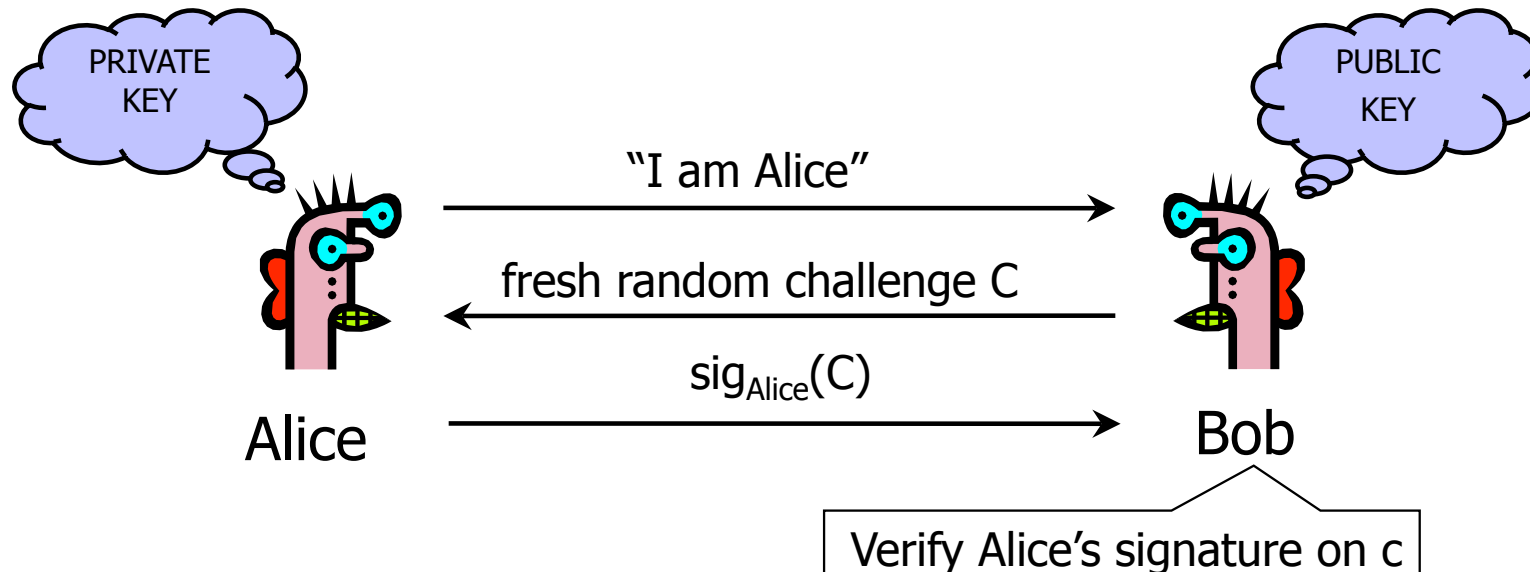 PRIVATE
KEY
PUBLIC
KEY
“I am Alice”
fresh random challenge C
sigAlice(C)
Alice
Bob
Verify Alice’s signature on c